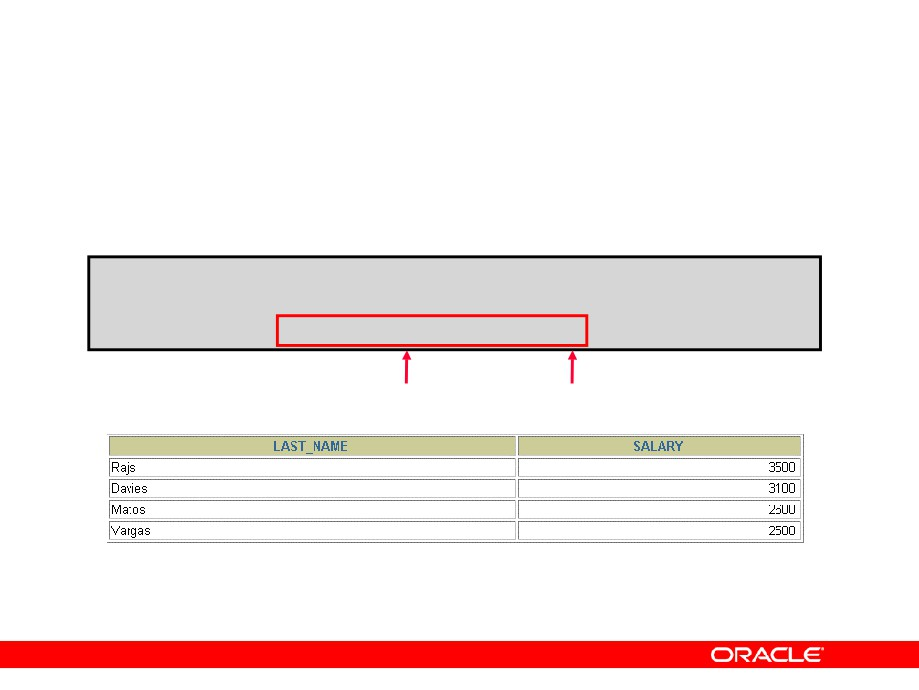 LAST_NAME SALARY
Rajs 3500
Davies 3100
Matos 2600
Vargas 2500
ORACLE